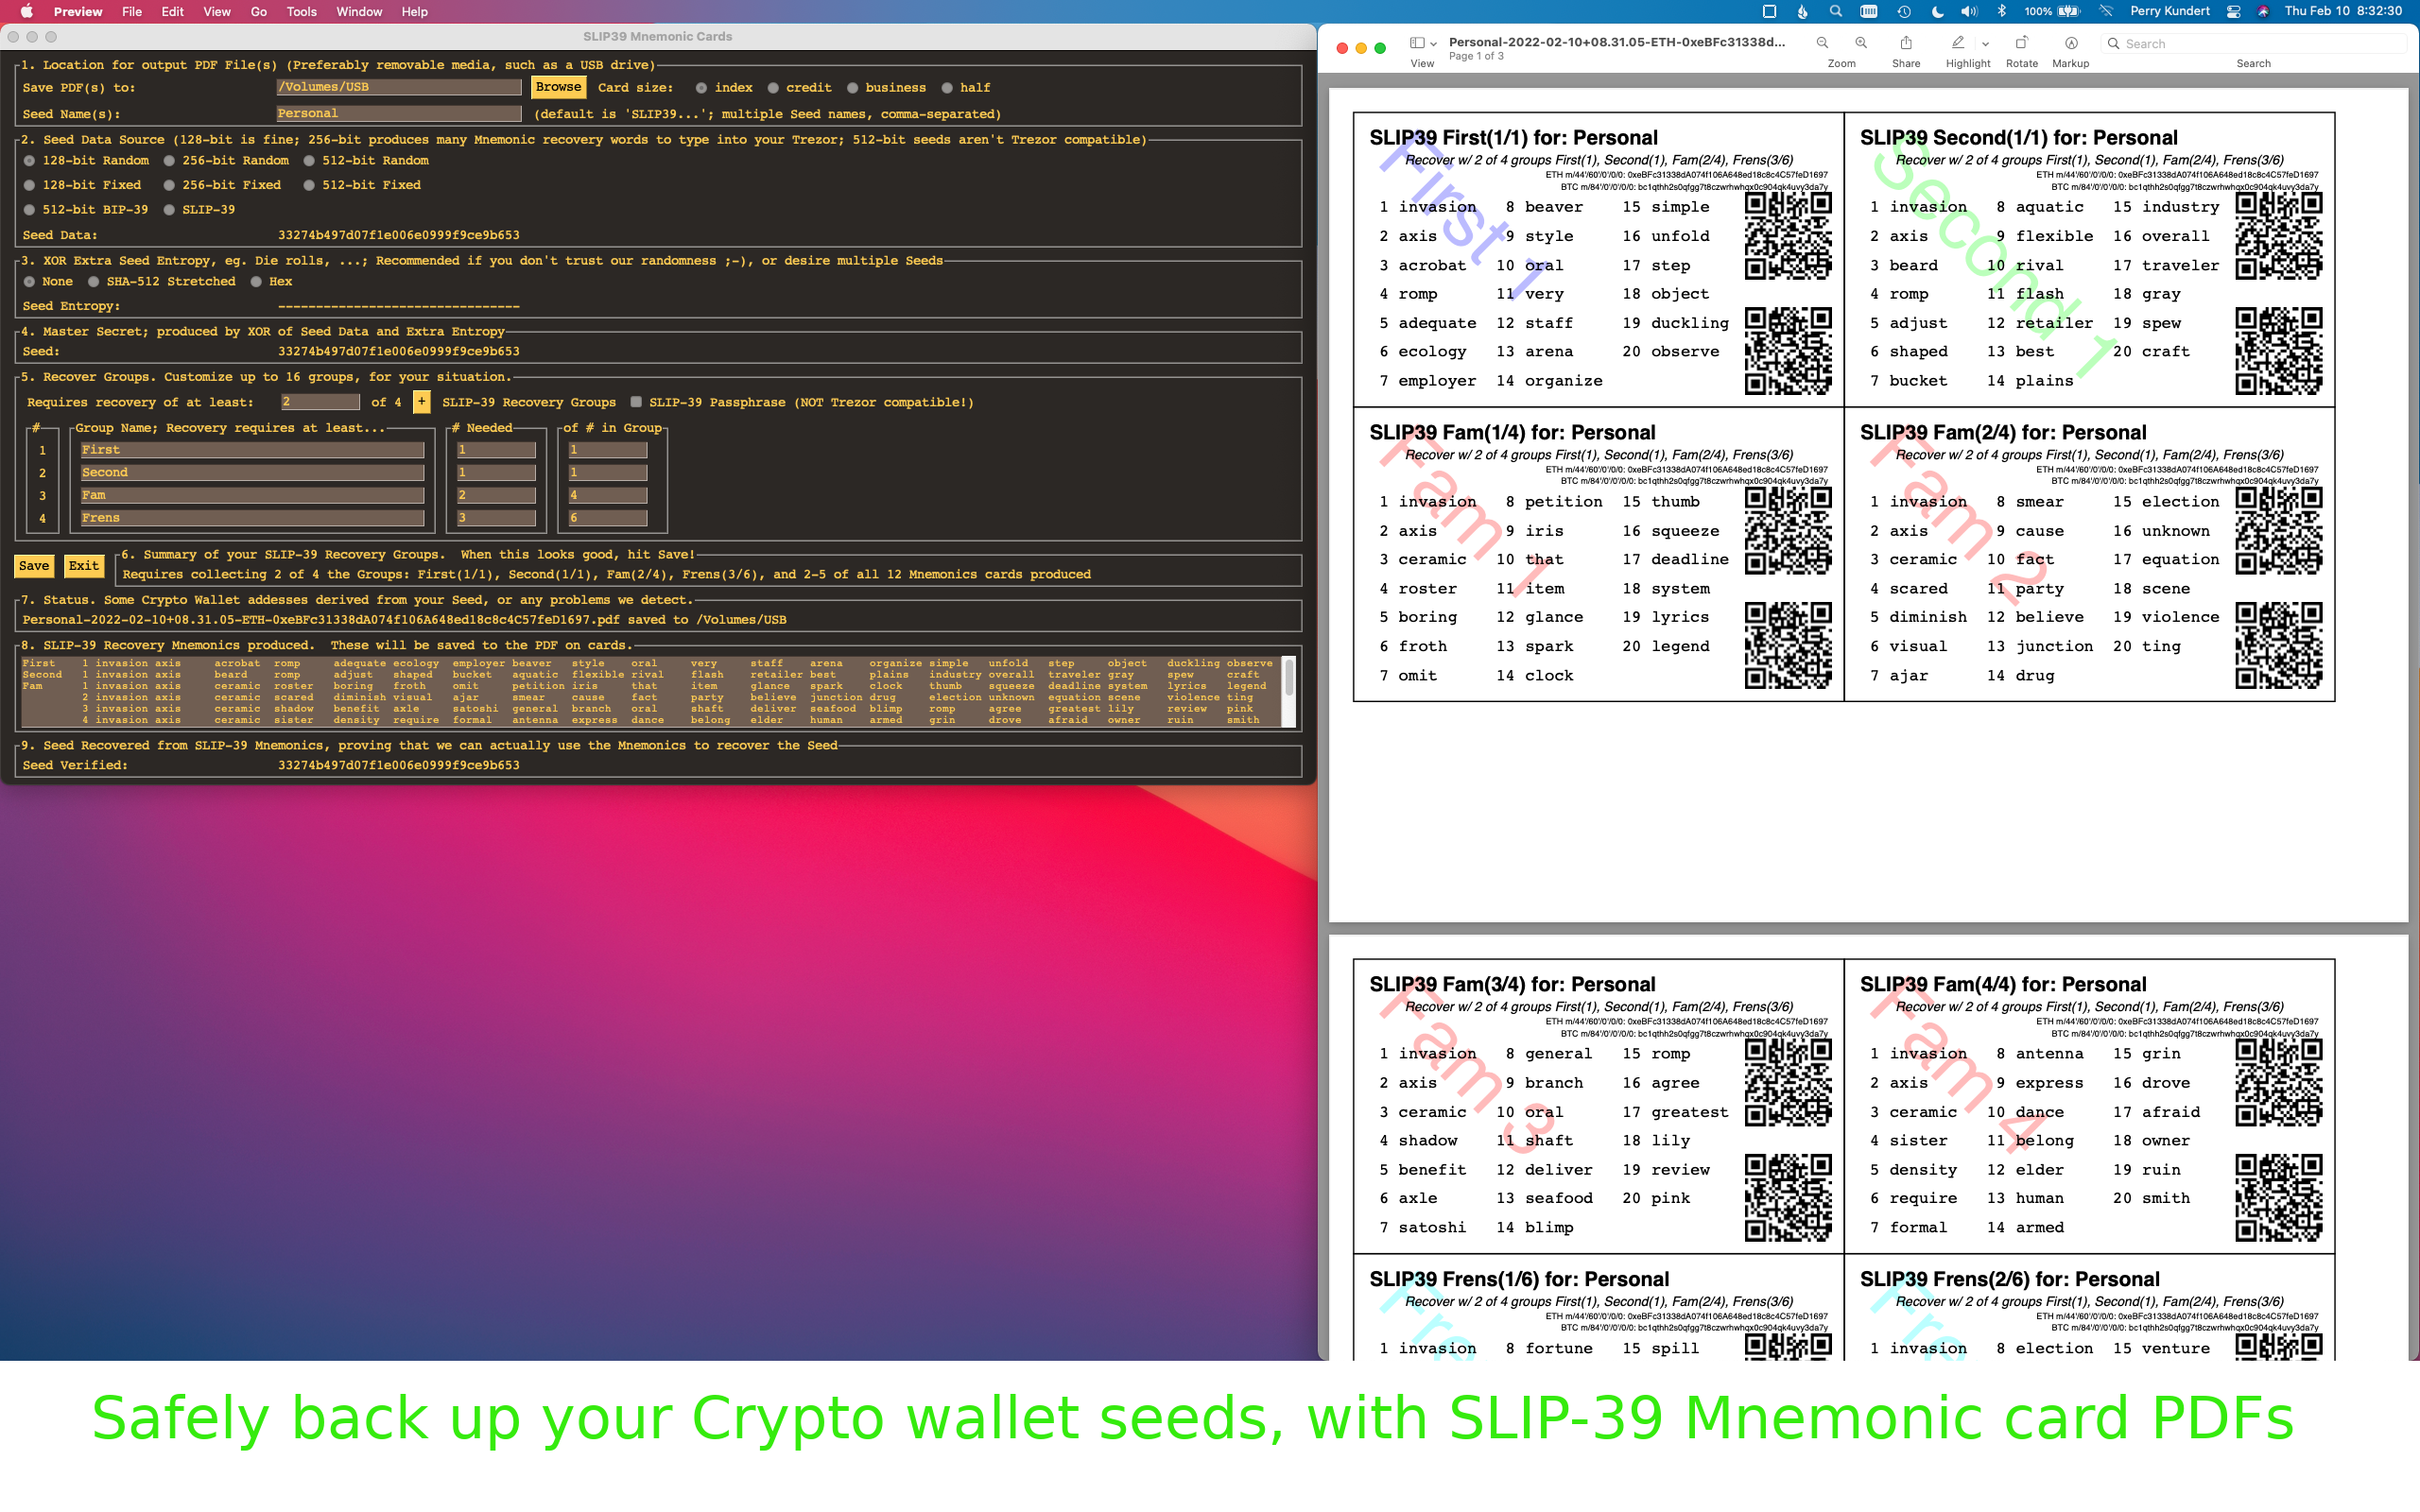 Preview File Edit View Go Tools Window Help
100% Perry Kundert Thu Feb 10 8:32:30
SLIP39 Mnemonic Cards
1. Location for output PDF File(s) (Preferably removable media, such as a USB drive)
Save PDF(s) to: /Volumes/USB Browse Card size: index credit business half
Seed Name(s): Personal (default is 'SLIP39...'; multiple Seed names, comma-separated)
2. Seed Data Source (128-bit is fine; 256-bit produces many Mnemonic recovery words to type into your Trezor; 512-bit seeds aren't Trezor compatible)
128-bit Random 256-bit Random 512-bit Random
128-bit Fixed 256-bit Fixed 512-bit Fixed
512-bit BIP-39 SLIP-39
Seed Data: 33274b497d07f1e006e0999f9ce9b653
3. XOR Extra Seed Entropy, eg. Die rolls, ...; Recommended if you don't trust our randomness ;-), or desire multiple Seeds
None SHA-512 Stretched Hex
Seed Entropy: --------------------------------
4. Master Secret; produced by XOR of Seed Data and Extra Entropy
Seed: 33274b497d07f1e006e0999f9ce9b653
5. Recover Groups. Customize up to 16 groups, for your situation.
Requires recovery of at least: 2 of 4 + SLIP-39 Recovery Groups SLIP-39 Passphrase (NOT Trezor compatible!)
# Group Name; Recovery requires at least... # Needed of # in Group
1 First 1 1
2 Second 1 1
3 Fam 2 4
4 Frens 3 6
Save Exit
6. Summary of your SLIP-39 Recovery Groups. When this looks good, hit Save!
Requires collecting 2 of 4 the Groups: First(1/1), Second(1/1), Fam(2/4), Frens(3/6), and 2-5 of all 12 Mnemonics cards produced
7. Status. Some Crypto Wallet addesses derived from your Seed, or any problems we detect.
Personal-2022-02-10+08.31.05-ETH-0xeBFc31338dA074f106A648ed18c8c4C57feD1697.pdf saved to /Volumes/USB
8. SLIP-39 Recovery Mnemonics produced. These will be saved to the PDF on cards.
First 1 invasion axis acrobat romp adequate ecology employer beaver style oral very staff arena organize simple unfold step object duckling observe
Second 1 invasion axis beard romp adjust shaped bucket aquatic flexible rival flash retailer best plains industry overall traveler gray spew craft
Fam 1 invasion axis ceramic roster boring froth omit petition iris that item glance spark clock thumb squeeze deadline system lyrics legend
2 invasion axis ceramic scared diminish visual ajar smear cause fact party believe junction drug election unknown equation scene violence ting
3 invasion axis ceramic shadow benefit axle satoshi general branch oral shaft deliver seafood blimp romp agree greatest lily review pink
4 invasion axis ceramic sister density require formal antenna express dance belong elder human armed grin drove afraid owner ruin smith
9. Seed Recovered from SLIP-39 Mnemonics, proving that we can actually use the Mnemonics to recover the Seed
Seed Verified: 33274b497d07f1e006e0999f9ce9b653
Personal-2022-02-10+08.31.05-ETH-0xeBFc31338d...
Page 1 of 3
View Zoom Share Highlight Rotate Markup Search
Search
SLIP39 First(1/1) for: Personal
Recover w/ 2 of 4 groups First(1), Second(1), Fam(2/4), Frens(3/6)
ETH m/44'/60'/0'/0/0: 0xeBFc31338dA074f106A648ed18c8c4C57feD1697
BTC m/84'/0'/0'/0/0: bc1qthh2s0qfgg7t8czwrhwhqx0c904qk4uvy3da7y
1 invasion 8 beaver 15 simple
2 axis 9 style 16 unfold
3 acrobat 10 oral 17 step
4 romp 11 very 18 object
5 adequate 12 staff 19 duckling
6 ecology 13 arena 20 observe
7 employer 14 organize
First 1
SLIP39 Second(1/1) for: Personal
Recover w/ 2 of 4 groups First(1), Second(1), Fam(2/4), Frens(3/6)
ETH m/44'/60'/0'/0/0: 0xeBFc31338dA074f106A648ed18c8c4C57feD1697
BTC m/84'/0'/0'/0/0: bc1qthh2s0qfgg7t8czwrhwhqx0c904qk4uvy3da7y
1 invasion 8 aquatic 15 industry
2 axis 9 flexible 16 overall
3 beard 10 rival 17 traveler
4 romp 11 flash 18 gray
5 adjust 12 retailer 19 spew
6 shaped 13 best 20 craft
7 bucket 14 plains
Second 1
SLIP39 Fam(1/4) for: Personal
Recover w/ 2 of 4 groups First(1), Second(1), Fam(2/4), Frens(3/6)
ETH m/44'/60'/0'/0/0: 0xeBFc31338dA074f106A648ed18c8c4C57feD1697
BTC m/84'/0'/0'/0/0: bc1qthh2s0qfgg7t8czwrhwhqx0c904qk4uvy3da7y
1 invasion 8 petition 15 thumb
2 axis 9 iris 16 squeeze
3 ceramic 10 that 17 deadline
4 roster 11 item 18 system
5 boring 12 glance 19 lyrics
6 froth 13 spark 20 legend
7 omit 14 clock
Fam 1
SLIP39 Fam(2/4) for: Personal
Recover w/ 2 of 4 groups First(1), Second(1), Fam(2/4), Frens(3/6)
ETH m/44'/60'/0'/0/0: 0xeBFc31338dA074f106A648ed18c8c4C57feD1697
BTC m/84'/0'/0'/0/0: bc1qthh2s0qfgg7t8czwrhwhqx0c904qk4uvy3da7y
1 invasion 8 smear 15 election
2 axis 9 cause 16 unknown
3 ceramic 10 fact 17 equation
4 scared 11 party 18 scene
5 diminish 12 believe 19 violence
6 visual 13 junction 20 ting
7 ajar 14 drug
Fam 2
SLIP39 Fam(3/4) for: Personal
Recover w/ 2 of 4 groups First(1), Second(1), Fam(2/4), Frens(3/6)
ETH m/44'/60'/0'/0/0: 0xeBFc31338dA074f106A648ed18c8c4C57feD1697
BTC m/84'/0'/0'/0/0: bc1qthh2s0qfgg7t8czwrhwhqx0c904qk4uvy3da7y
1 invasion 8 general 15 romp
2 axis 9 branch 16 agree
3 ceramic 10 oral 17 greatest
4 shadow 11 shaft 18 lily
5 benefit 12 deliver 19 review
6 axle 13 seafood 20 pink
7 satoshi 14 blimp
Fam 3
SLIP39 Fam(4/4) for: Personal
Recover w/ 2 of 4 groups First(1), Second(1), Fam(2/4), Frens(3/6)
ETH m/44'/60'/0'/0/0: 0xeBFc31338dA074f106A648ed18c8c4C57feD1697
BTC m/84'/0'/0'/0/0: bc1qthh2s0qfgg7t8czwrhwhqx0c904qk4uvy3da7y
1 invasion 8 antenna 15 grin
2 axis 9 express 16 drove
3 ceramic 10 dance 17 afraid
4 sister 11 belong 18 owner
5 density 12 elder 19 ruin
6 require 13 human 20 smith
7 formal 14 armed
Fam 4
SLIP39 Frens(1/6) for: Personal
Recover w/ 2 of 4 groups First(1), Second(1), Fam(2/4), Frens(3/6)
ETH m/44'/60'/0'/0/0: 0xeBFc31338dA074f106A648ed18c8c4C57feD1697
BTC m/84'/0'/0'/0/0: bc1qthh2s0qfgg7t8czwrhwhqx0c904qk4uvy3da7y
1 invasion 8 fortune 15 spill
Fre
SLIP39 Frens(2/6) for: Personal
Recover w/ 2 of 4 groups First(1), Second(1), Fam(2/4), Frens(3/6)
ETH m/44'/60'/0'/0/0: 0xeBFc31338dA074f106A648ed18c8c4C57feD1697
BTC m/84'/0'/0'/0/0: bc1qthh2s0qfgg7t8czwrhwhqx0c904qk4uvy3da7y
1 invasion 8 election 15 venture
Fre
Safely back up your Crypto wallet seeds, with SLIP-39 Mnemonic card PDFs